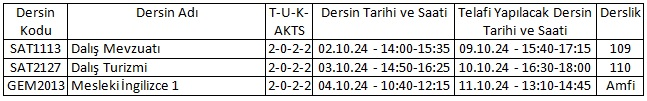 Dersin Kodu | Dersin Adı | T-U-K-AKTS | Dersin Tarihi ve Saati | Telafi Yapılacak Dersin Tarihi ve Saati | Derslik
SAT1113 | Dalış Mevzuatı | 2-0-2-2 | 02.10.24 - 14:00-15:35 | 09.10.24 - 15:40-17:15 | 109
SAT2127 | Dalış Turizmi | 2-0-2-2 | 03.10.24 - 14:50-16:25 | 10.10.24 - 16:30-18:00 | 110
GEM2013 | Mesleki İngilizce 1 | 2-0-2-2 | 04.10.24 - 10:40-12:15 | 11.10.24 - 13:10-14:45 | Amfi